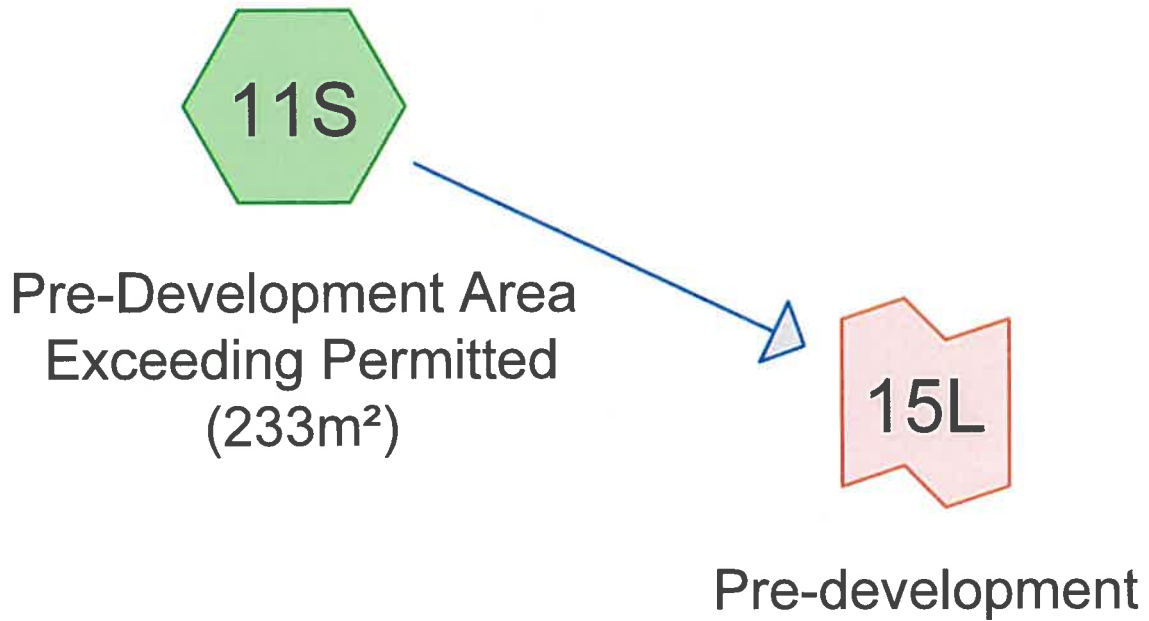 11S
Pre-Development Area
Exceeding Permitted
(233m²)
15L
Pre-development